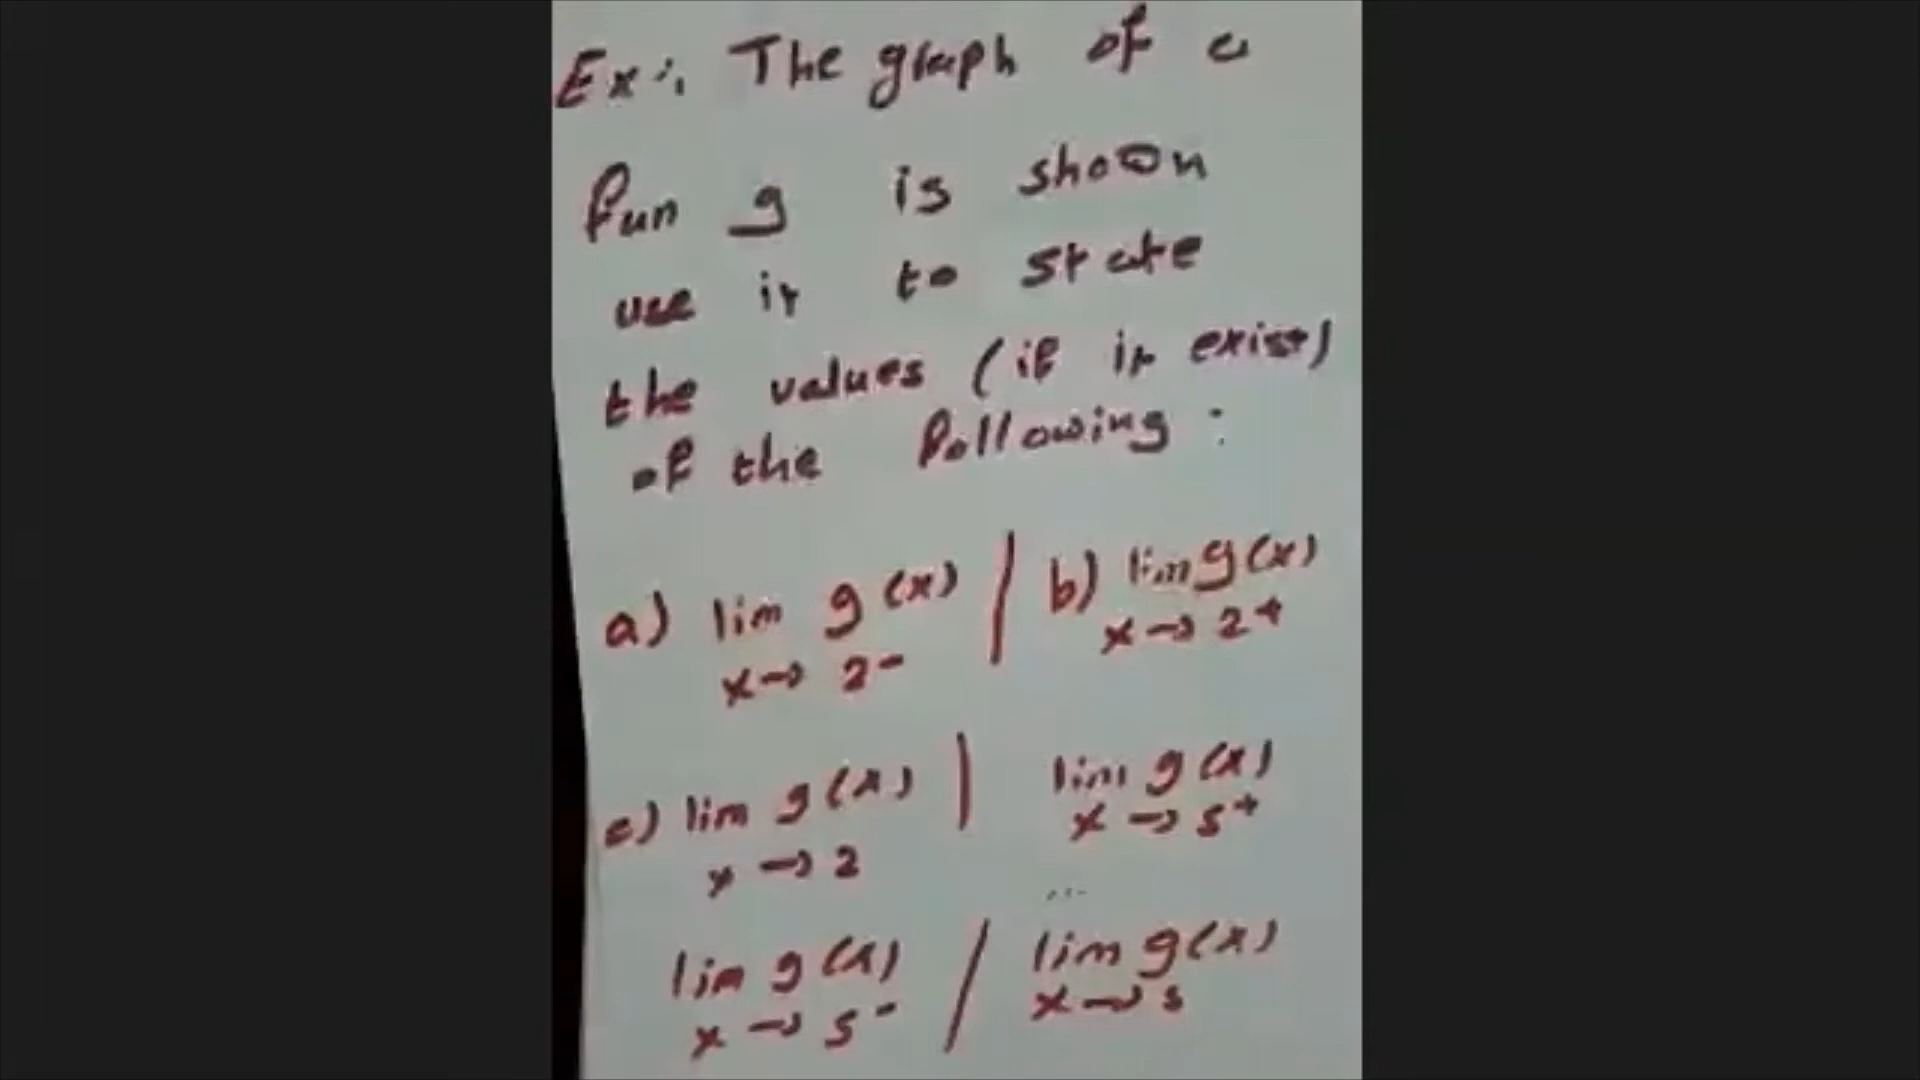 Ex:. The graph of a
fun g is shown
use it to state
the values (if it exist)
of the following :
a) lim g(x) | b) lim g(x)
x→ 2- x→ 2+
c) lim g(x) | lim g(x)
x → 2 x → 5+
...
lim g(x) / lim g(x)
x → 5- x → 5